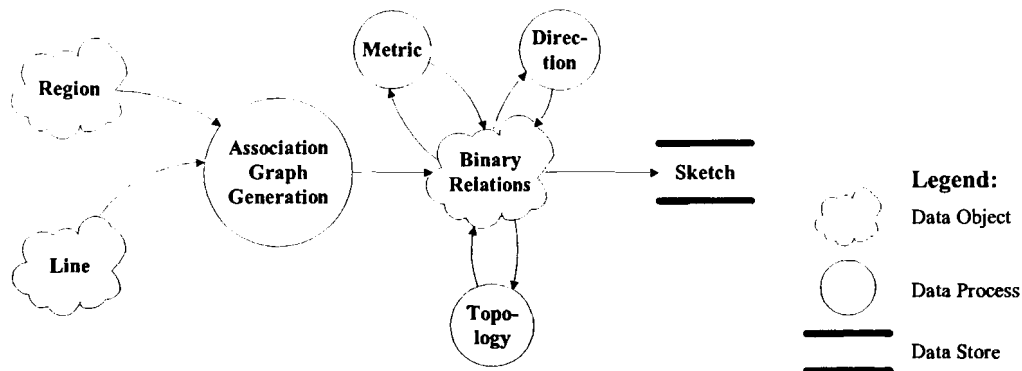 Region
Line
Association
Graph
Generation
Metric
Direc-
tion
Binary
Relations
Topo-
logy
Sketch
Legend:
Data Object
Data Process
Data Store